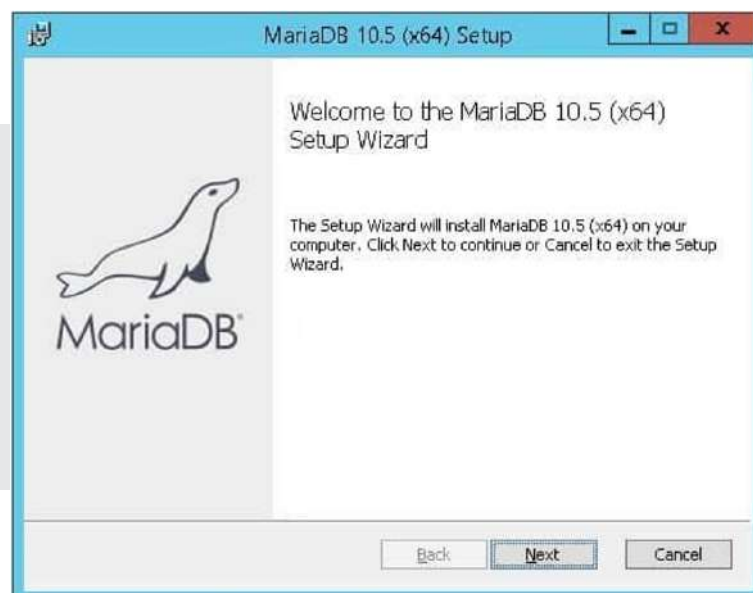 MariaDB 10.5 (x64) Setup
Welcome to the MariaDB 10.5 (x64)
Setup Wizard
The Setup Wizard will install MariaDB 10.5 (x64) on your
computer. Click Next to continue or Cancel to exit the Setup
Wizard.
MariaDB
Back
Next
Cancel